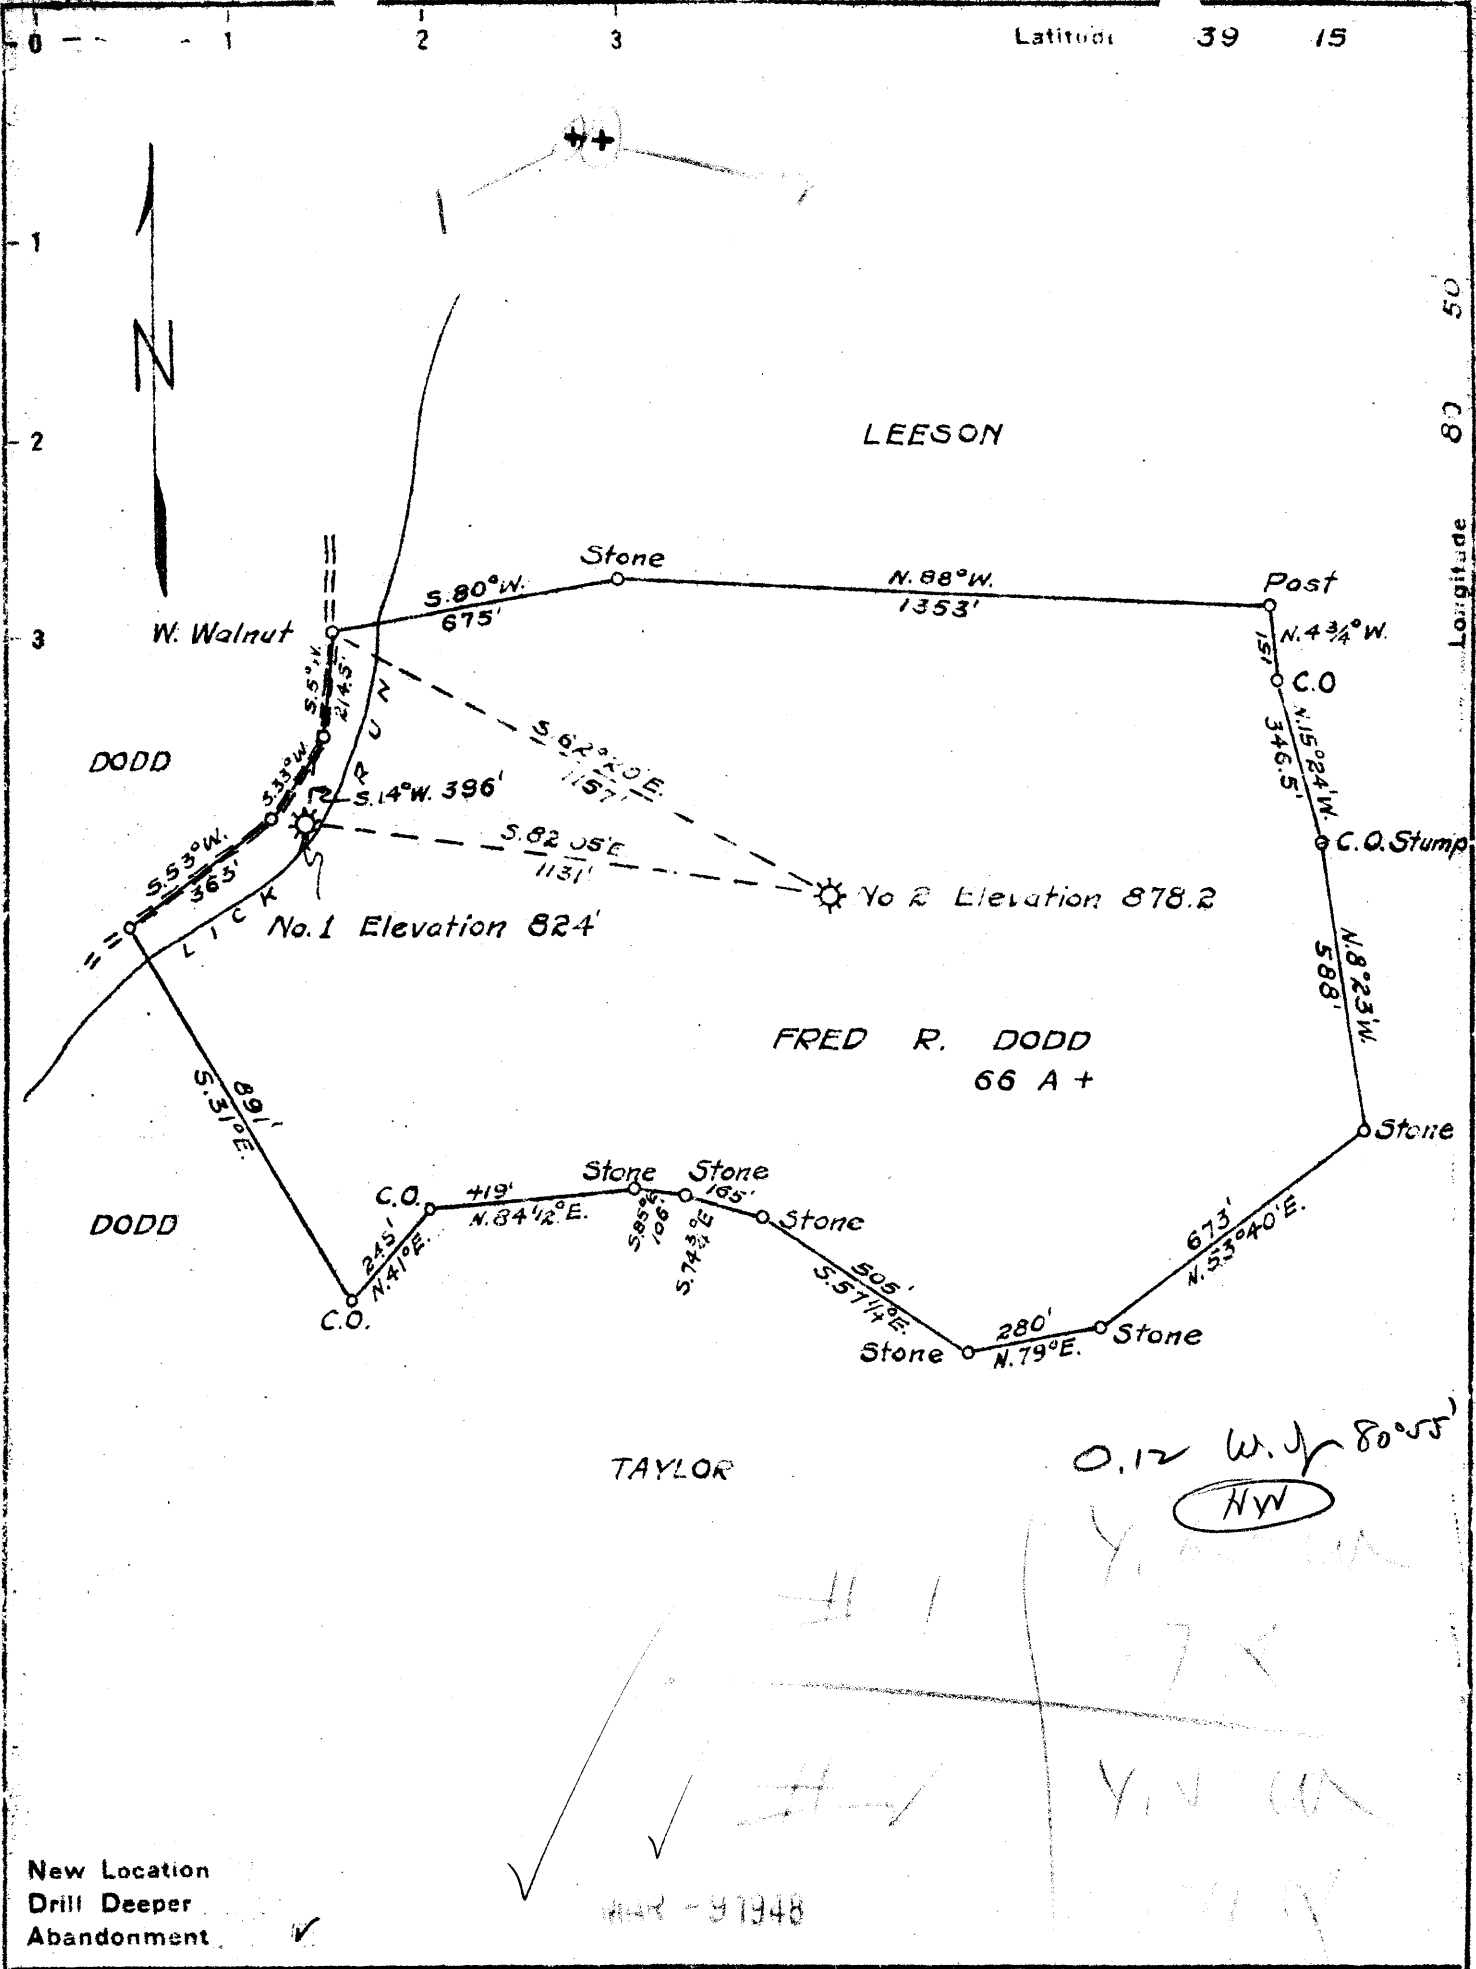 0 1 2 3 Latitude 39 15
1
2
3
Longitude 80 50
N
LEESON
Stone
S.80°W.
675'
N.88°W.
1353'
Post
W. Walnut
N.4¾°W.
151'
C.O
S.5°W.
214.5'
RUN
N.15°24'W.
346.5'
DODD
S.33°W.
S.14°W. 396'
S.62°20'E.
1157'
C.O. Stump
S.82 05'E
1131'
S.53°W.
363'
No 2 Elevation 878.2
LICK
No. 1 Elevation 824'
N.8°23'W.
588'
FRED R. DODD
66 A +
891'
S.31°E.
Stone
DODD
C.O.
419'
N.84½°E.
Stone
Stone
S.85°E.
106'
165'
S.74¾°E
Stone
245'
N.41°E.
C.O.
505'
S.57¼°E.
673'
N.53°40'E.
Stone
280'
N.79°E.
Stone
TAYLOR
0.12 W. of 80°55'
HW
# 1
MAR - 9 1948
New Location
Drill Deeper
Abandonment ✓